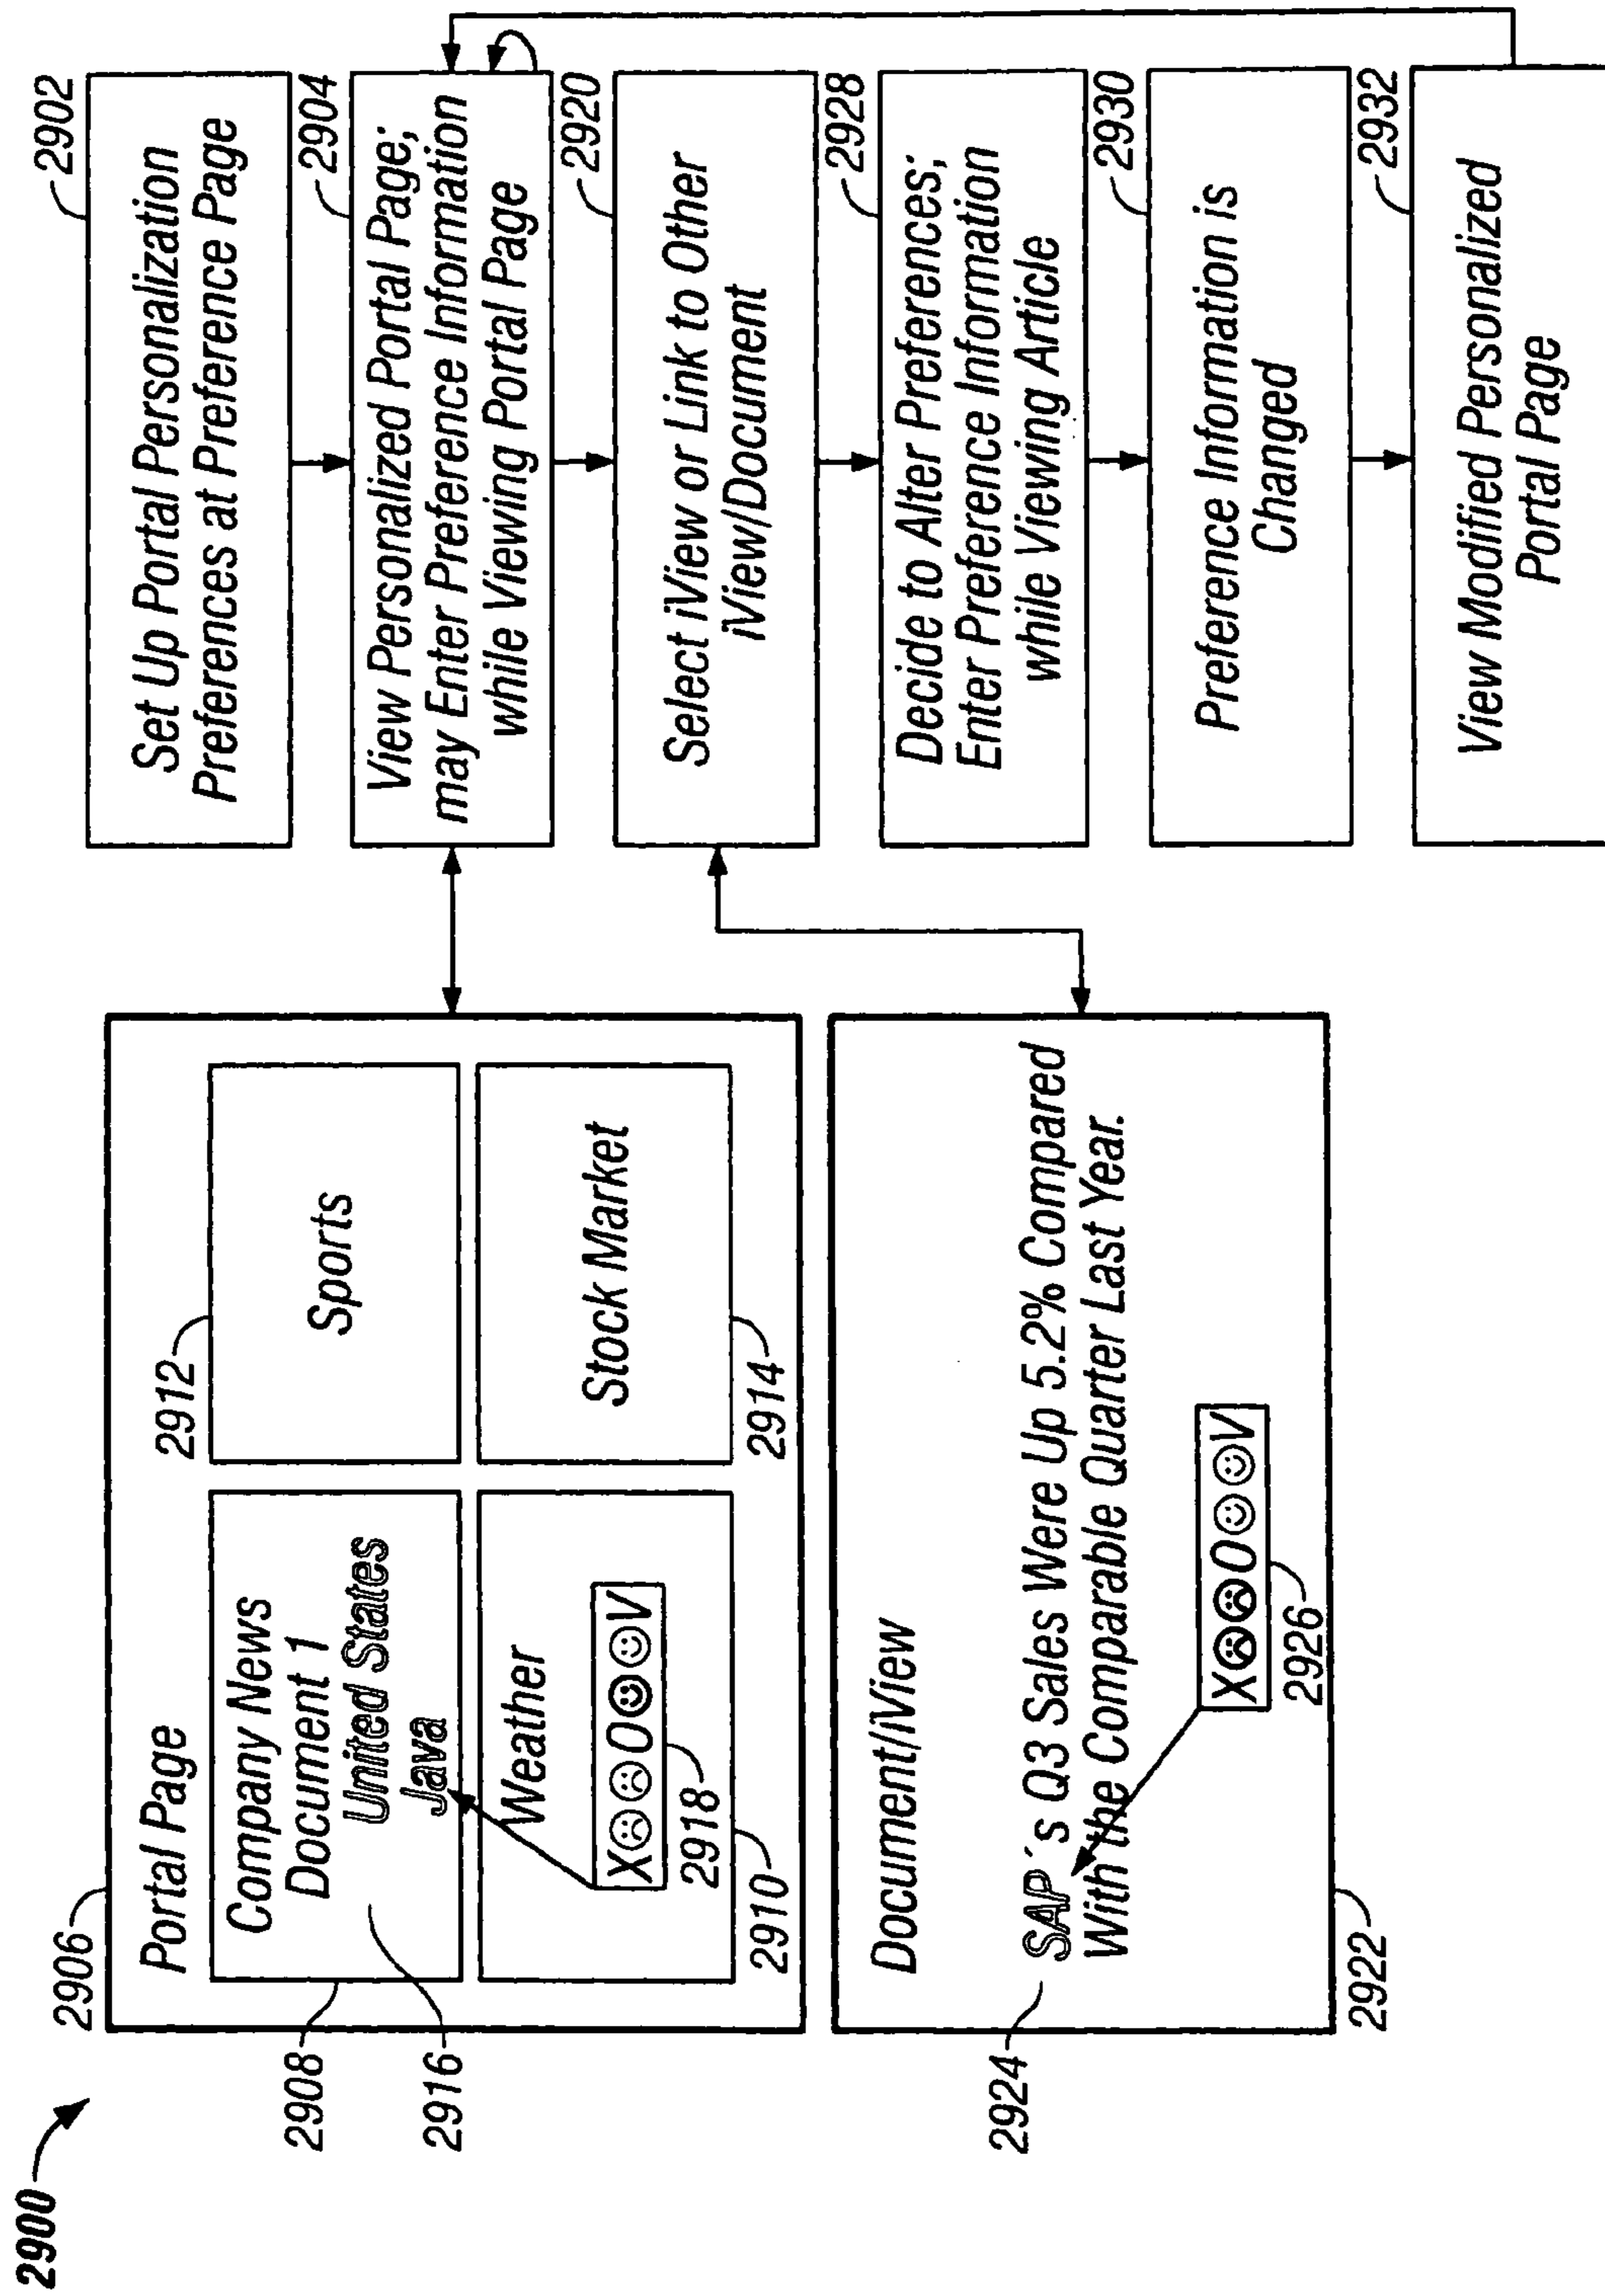 2900
2906
Portal Page
2908
Company News
Document 1
United States
Java
2916
2912
Sports
Weather
X☹☹O☺☺V
2918
2910
Stock Market
2914
Document/iView
2924
SAP´s Q3 Sales Were Up 5.2% Compared
With the Comparable Quarter Last Year.
X☹☹O☺☺V
2926
2922
2902
Set Up Portal Personalization
Preferences at Preference Page
2904
View Personalized Portal Page;
may Enter Preference Information
while Viewing Portal Page
2920
Select iView or Link to Other
iView/Document
2928
Decide to Alter Preferences;
Enter Preference Information
while Viewing Article
2930
Preference Information is
Changed
2932
View Modified Personalized
Portal Page